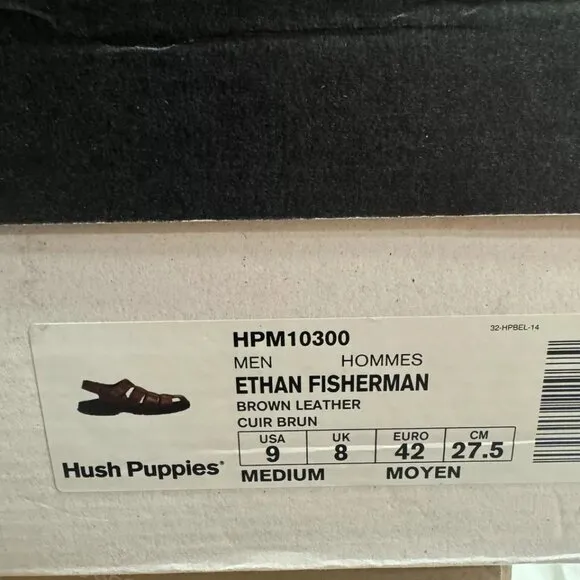 32-HPBEL-14
HPM10300
MEN HOMMES
ETHAN FISHERMAN
BROWN LEATHER
CUIR BRUN
USA UK EURO CM
9 8 42 27.5
MEDIUM MOYEN
Hush Puppies®